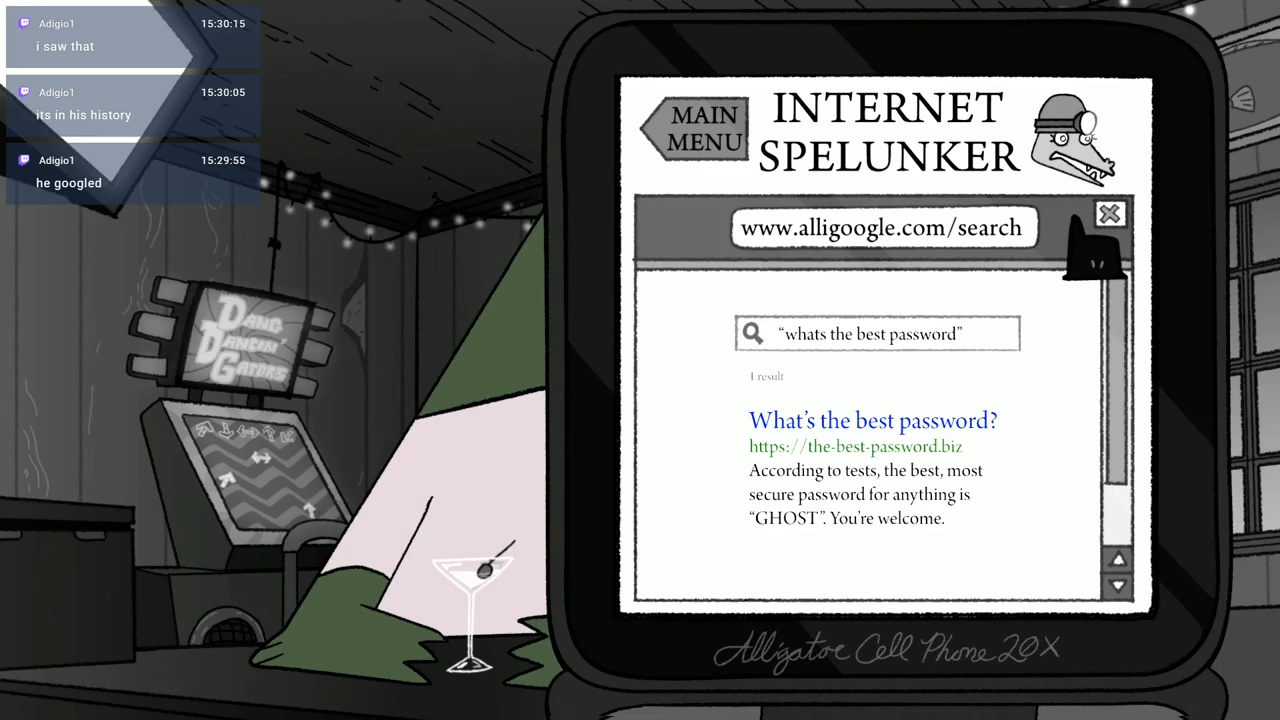 Adigio1 15:30:15
i saw that
Adigio1 15:30:05
its in his history
Adigio1 15:29:55
he googled
DANG
DANCIN'
GATORS
MAIN
MENU
INTERNET
SPELUNKER
www.alligoogle.com/search
“whats the best password”
1 result
What's the best password?
https://the-best-password.biz
According to tests, the best, most
secure password for anything is
“GHOST”. You're welcome.
Alligator Cell Phone 20X